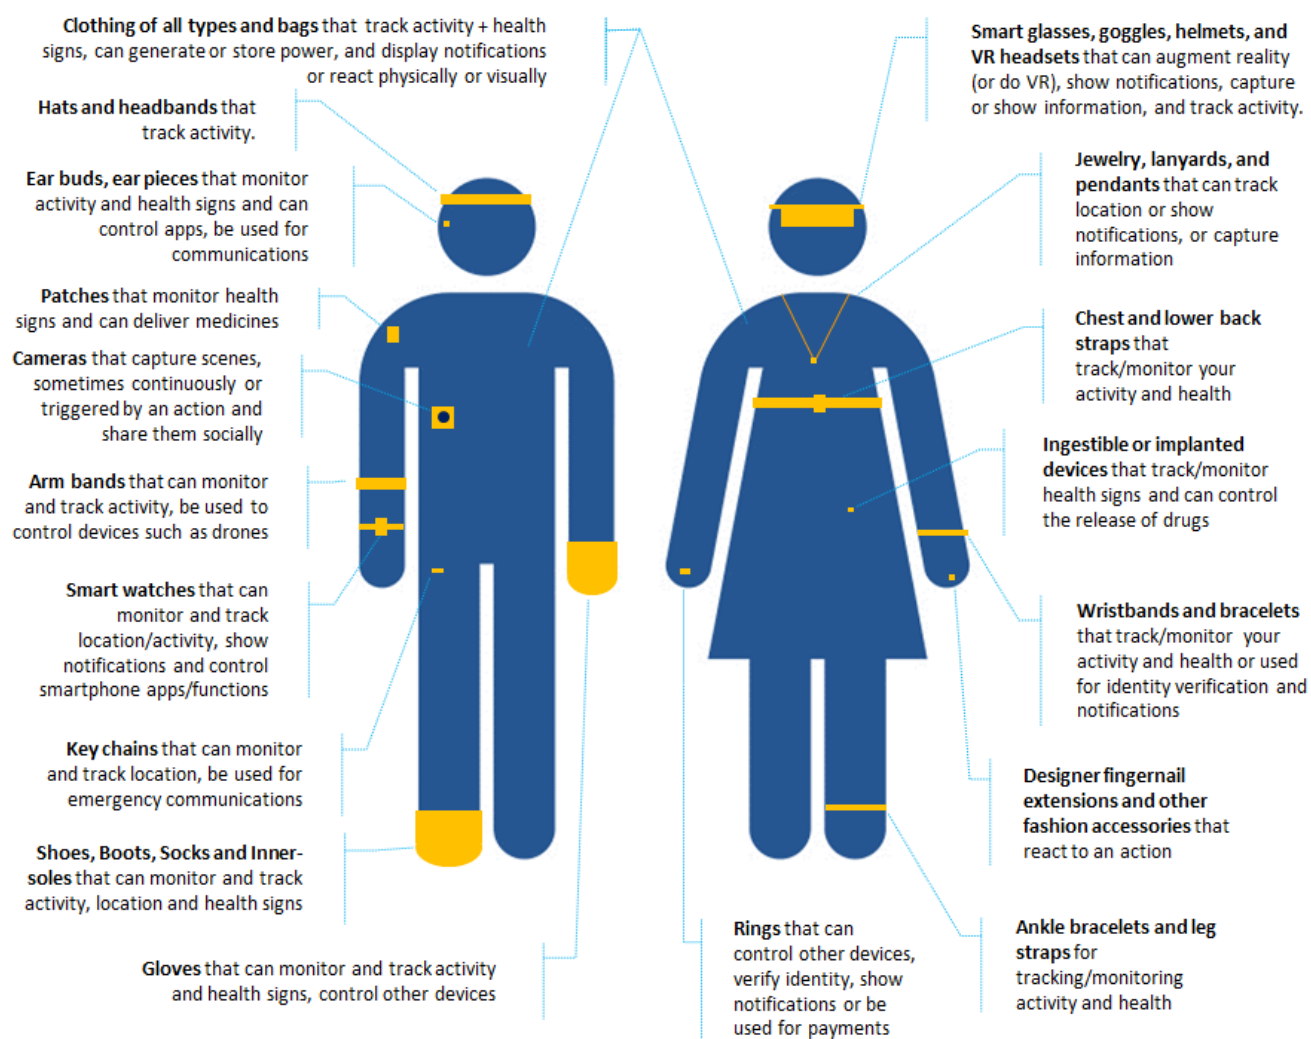 Clothing of all types and bags that track activity + health
signs, can generate or store power, and display notifications
or react physically or visually
Hats and headbands that
track activity.
Ear buds, ear pieces that monitor
activity and health signs and can
control apps, be used for
communications
Patches that monitor health
signs and can deliver medicines
Cameras that capture scenes,
sometimes continuously or
triggered by an action and
share them socially
Arm bands that can monitor
and track activity, be used to
control devices such as drones
Smart watches that can
monitor and track
location/activity, show
notifications and control
smartphone apps/functions
Key chains that can monitor
and track location, be used for
emergency communications
Shoes, Boots, Socks and Inner-
soles that can monitor and track
activity, location and health signs
Gloves that can monitor and track activity
and health signs, control other devices
Smart glasses, goggles, helmets, and
VR headsets that can augment reality
(or do VR), show notifications, capture
or show information, and track activity.
Jewelry, lanyards, and
pendants that can track
location or show
notifications, or capture
information
Chest and lower back
straps that
track/monitor your
activity and health
Ingestible or implanted
devices that track/monitor
health signs and can control
the release of drugs
Wristbands and bracelets
that track/monitor your
activity and health or used
for identity verification and
notifications
Designer fingernail
extensions and other
fashion accessories that
react to an action
Rings that can
control other devices,
verify identity, show
notifications or be
used for payments
Ankle bracelets and leg
straps for
tracking/monitoring
activity and health